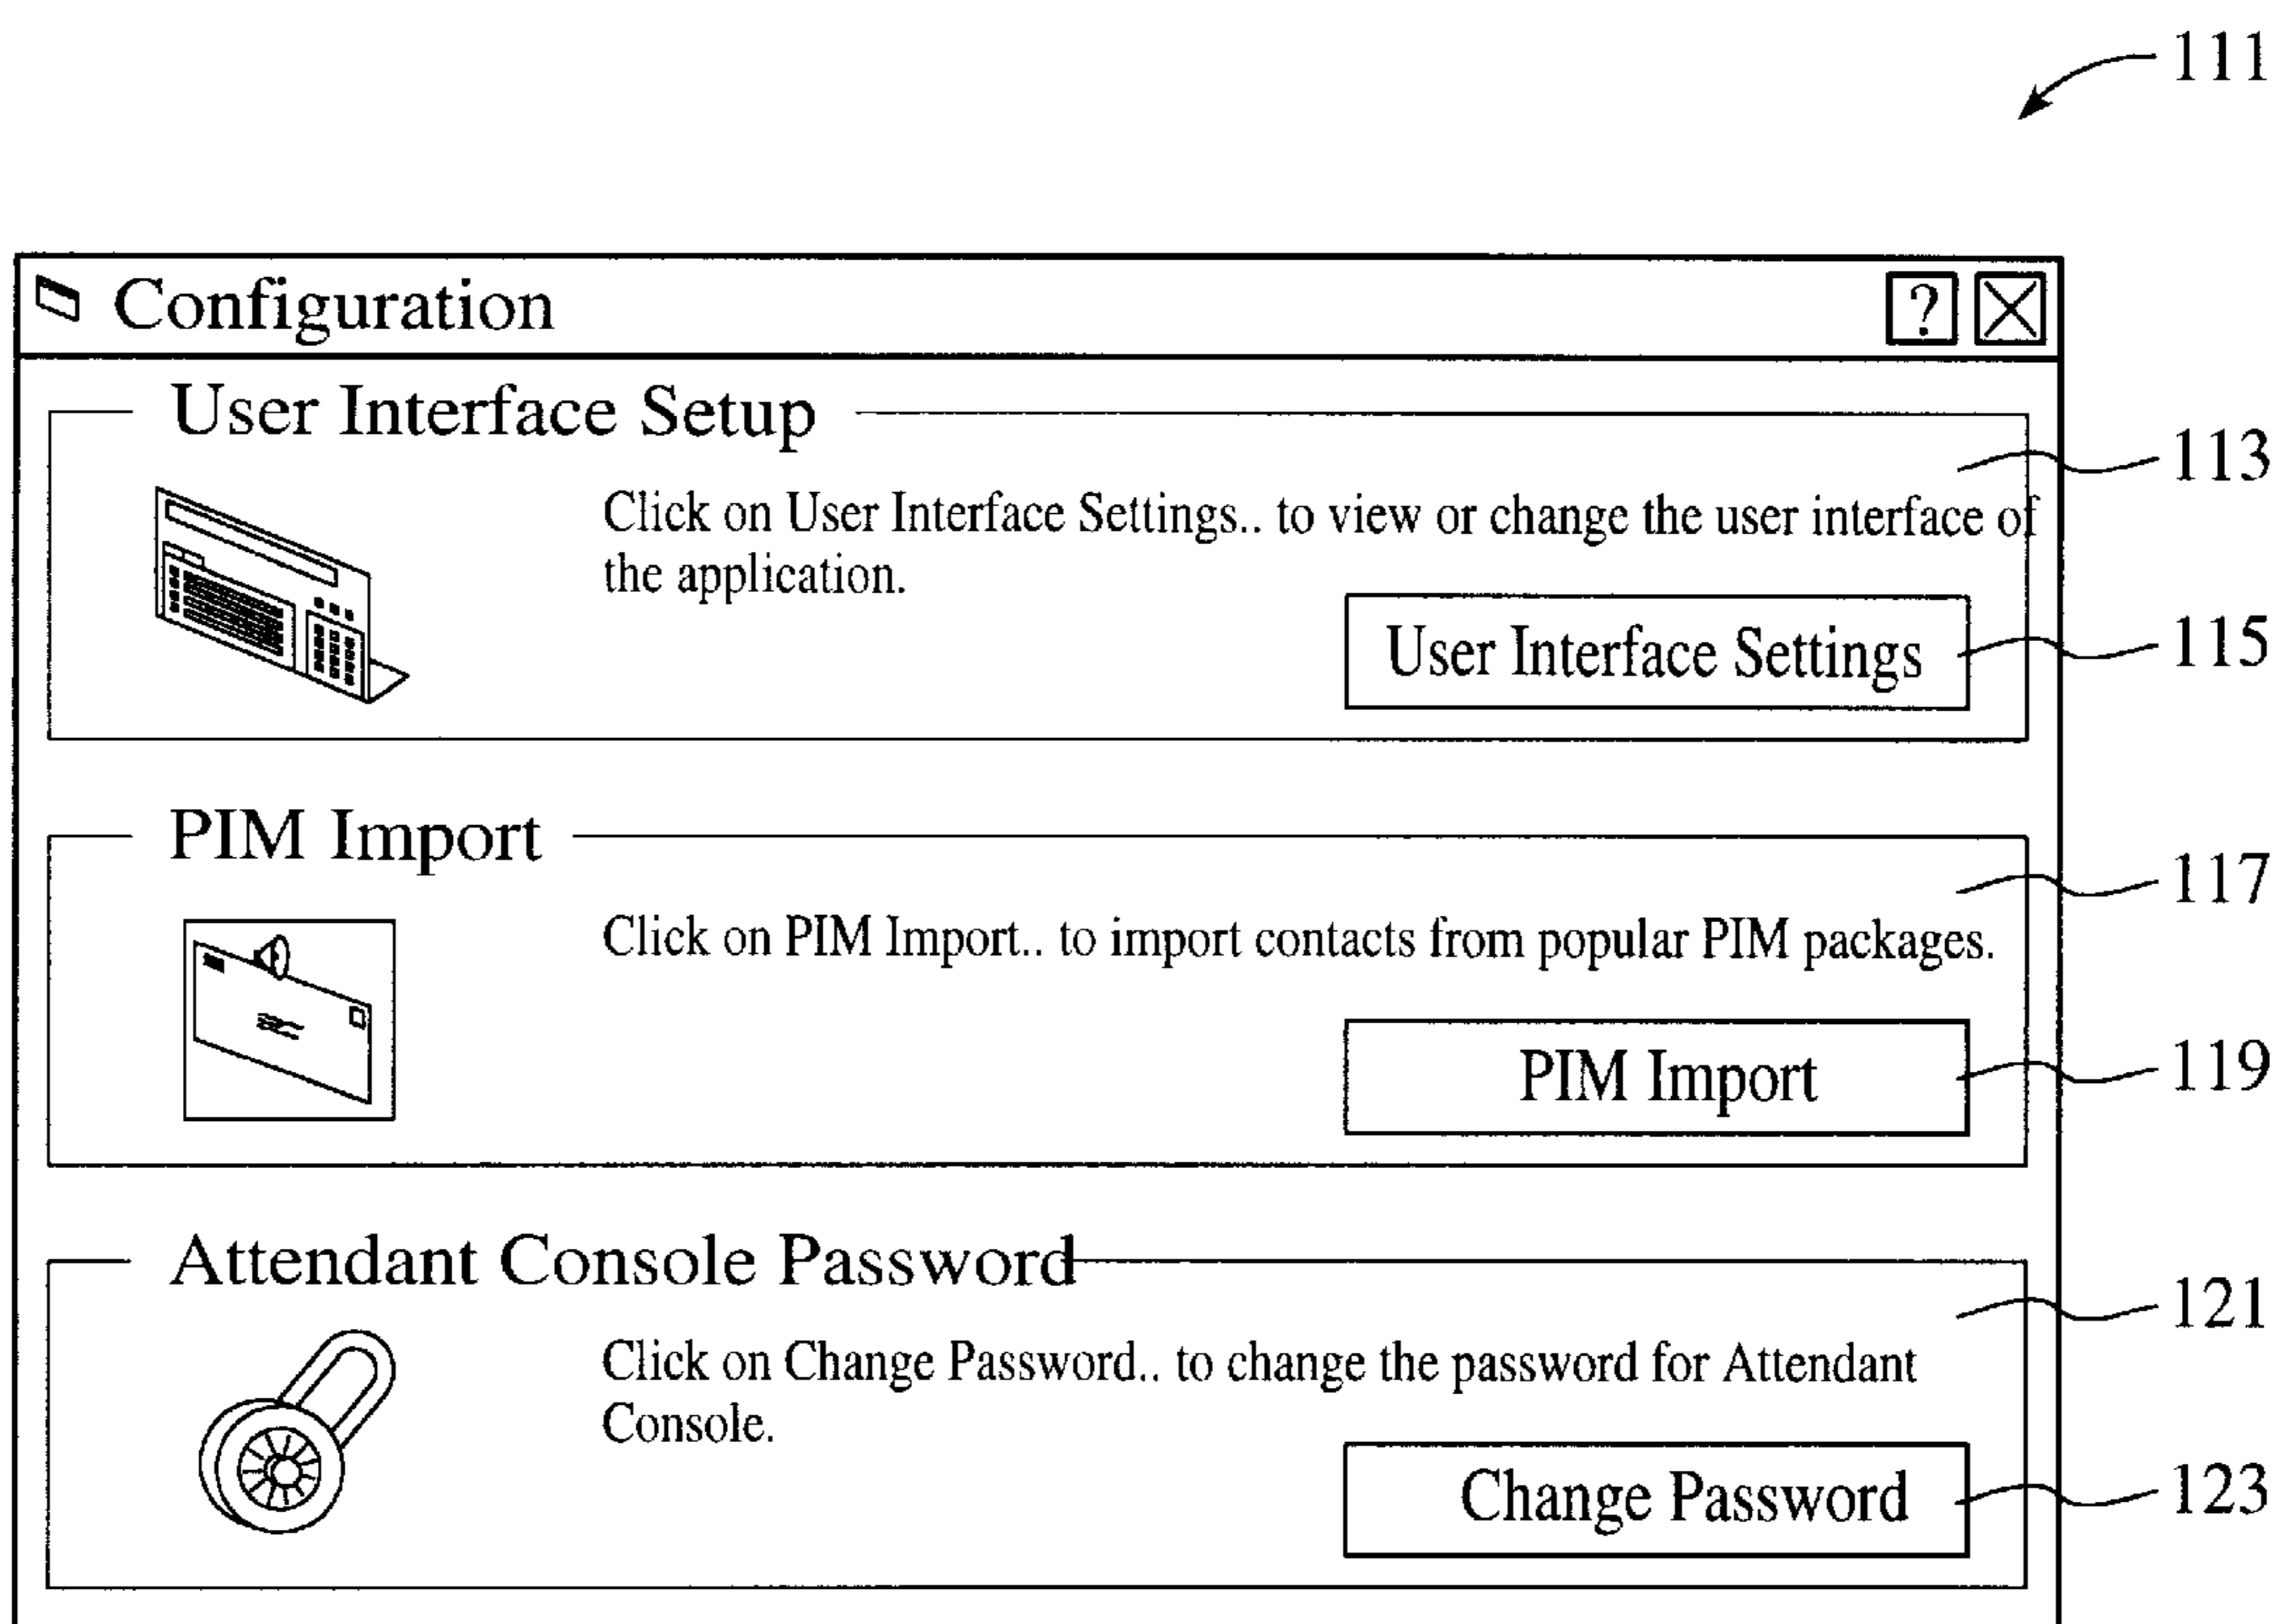 111
Configuration ?
User Interface Setup
113
Click on User Interface Settings.. to view or change the user interface of
the application.
User Interface Settings
115
PIM Import
117
Click on PIM Import.. to import contacts from popular PIM packages.
PIM Import
119
Attendant Console Password
121
Click on Change Password.. to change the password for Attendant
Console.
Change Password
123